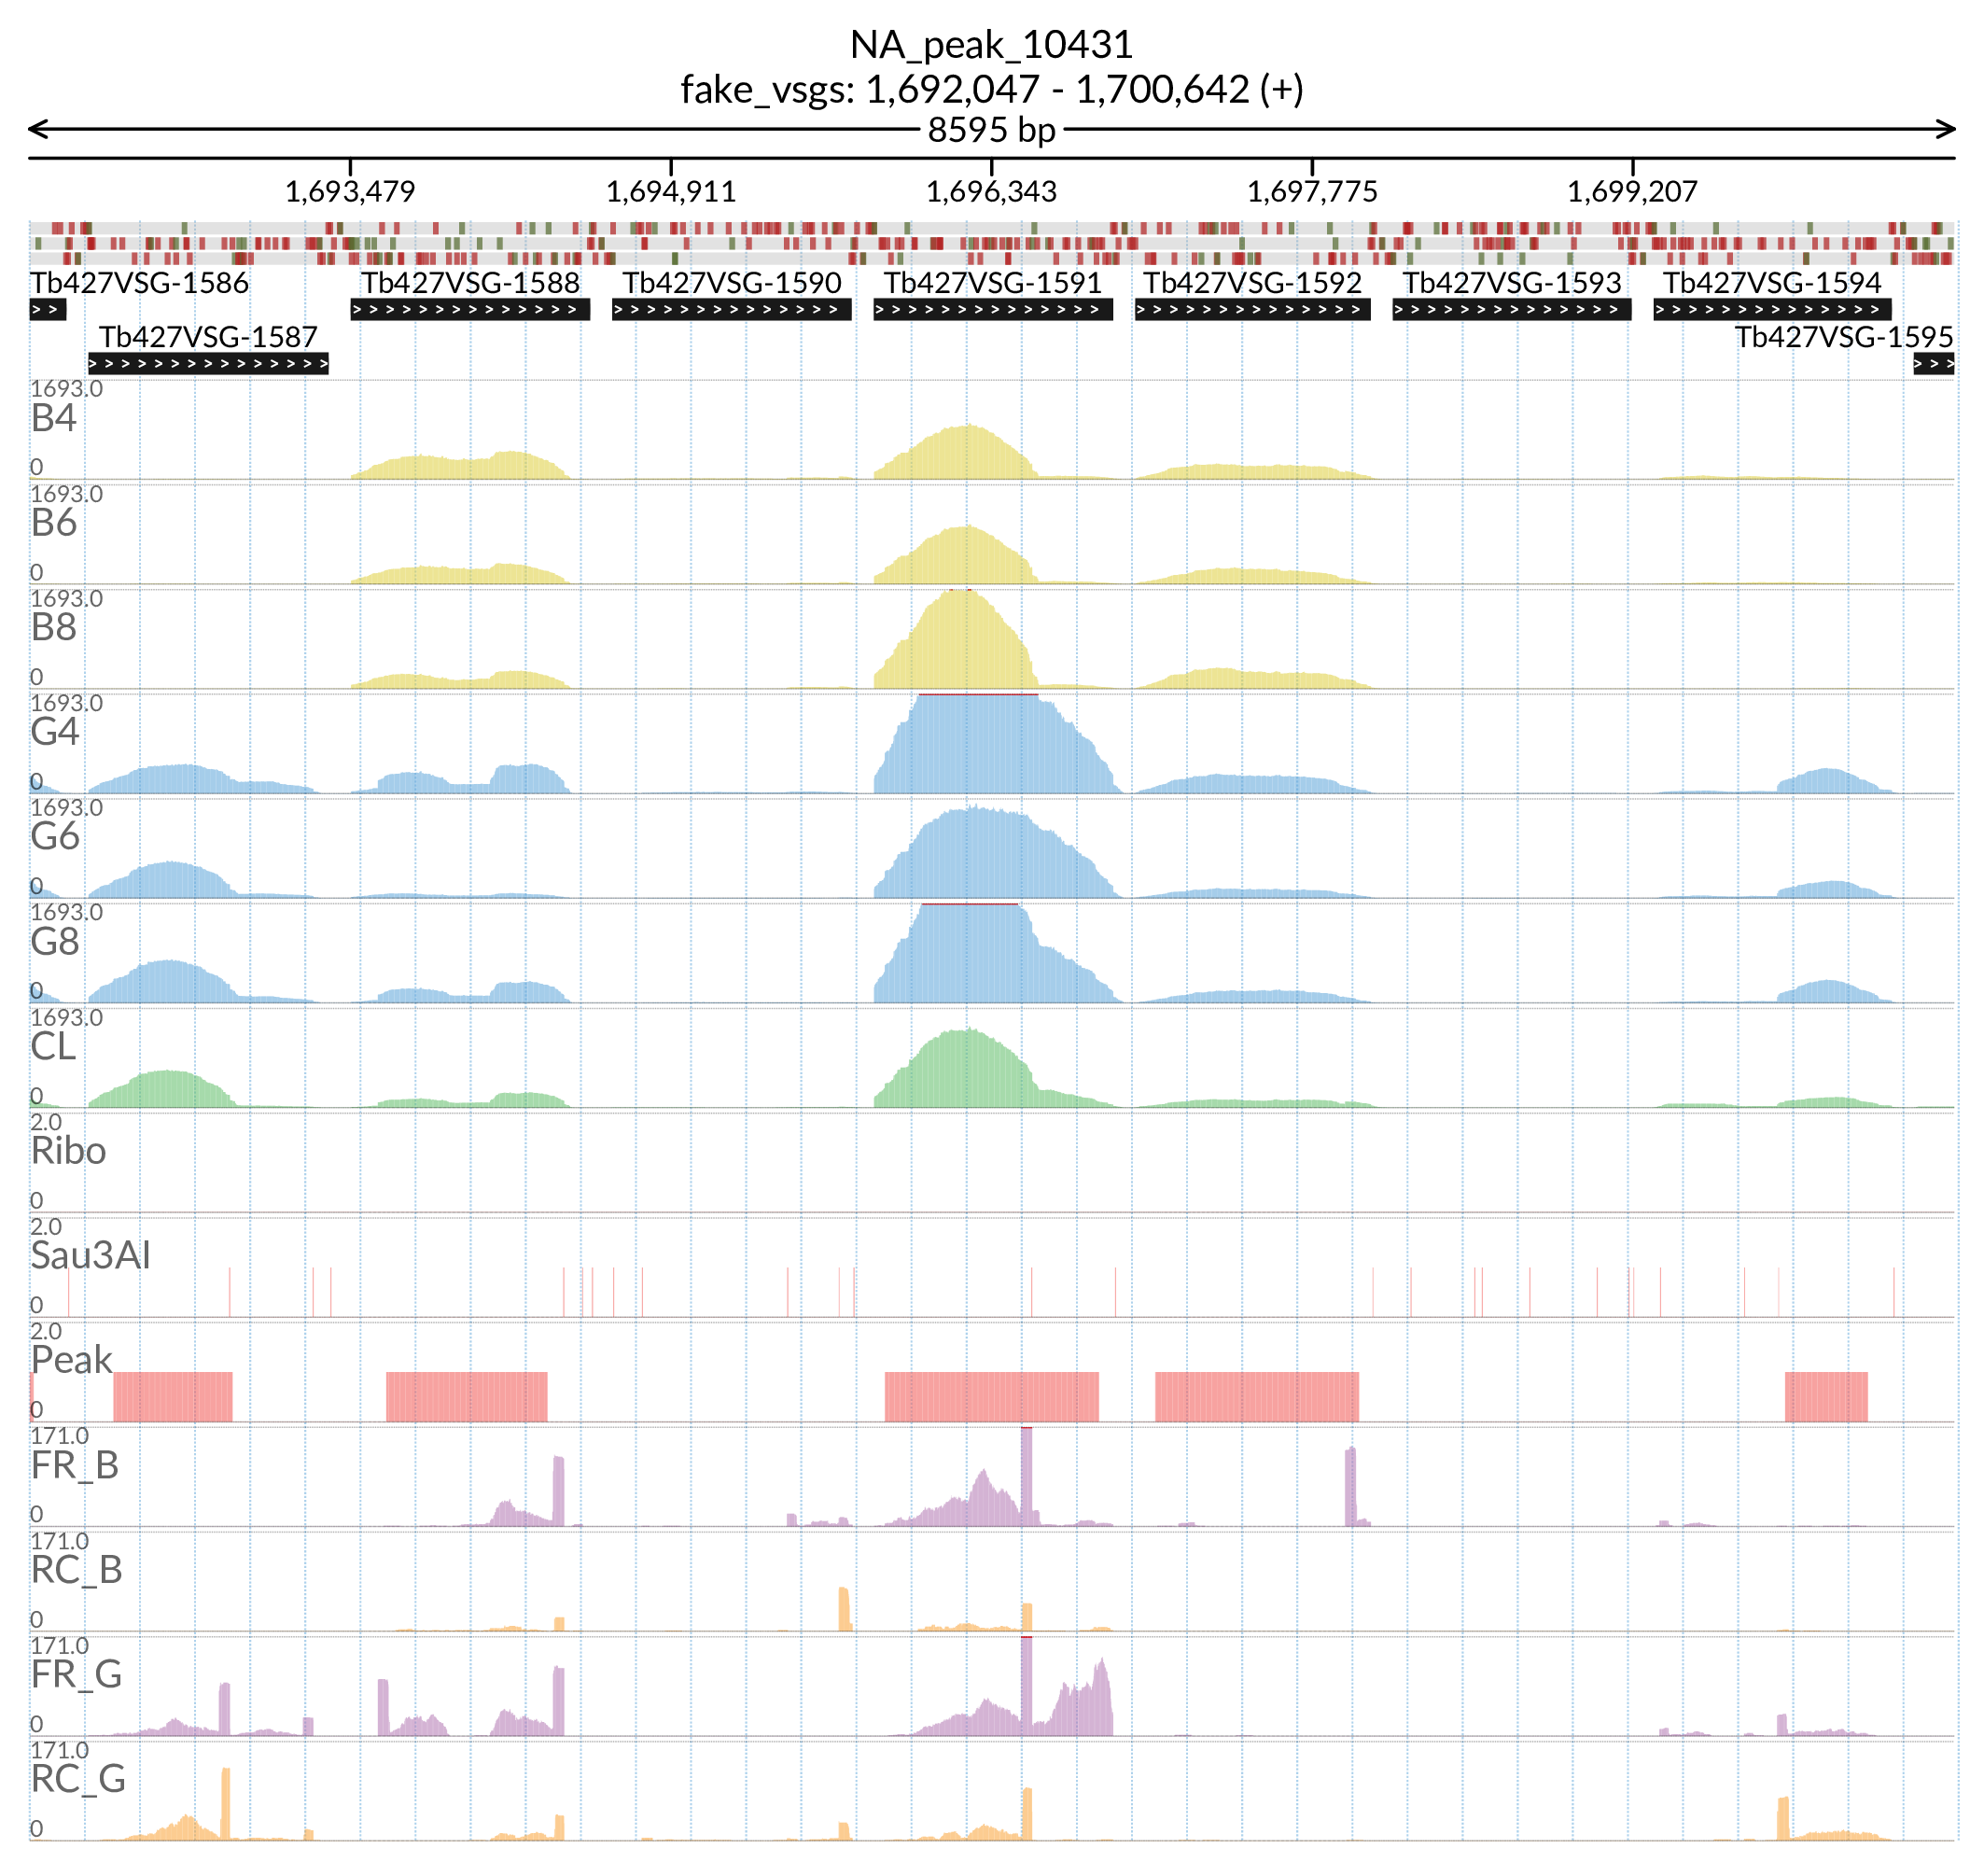 NA_peak_10431
fake_vsgs: 1,692,047 - 1,700,642 (+)
8595 bp
1,693,479 1,694,911 1,696,343 1,697,775 1,699,207
Tb427VSG-1586 Tb427VSG-1588 Tb427VSG-1590 Tb427VSG-1591 Tb427VSG-1592 Tb427VSG-1593 Tb427VSG-1594
Tb427VSG-1587 Tb427VSG-1595
1693.0
B4
0
1693.0
B6
0
1693.0
B8
0
1693.0
G4
0
1693.0
G6
0
1693.0
G8
0
1693.0
CL
0
2.0
Ribo
0
2.0
Sau3AI
0
2.0
Peak
0
171.0
FR_B
0
171.0
RC_B
0
171.0
FR_G
0
171.0
RC_G
0